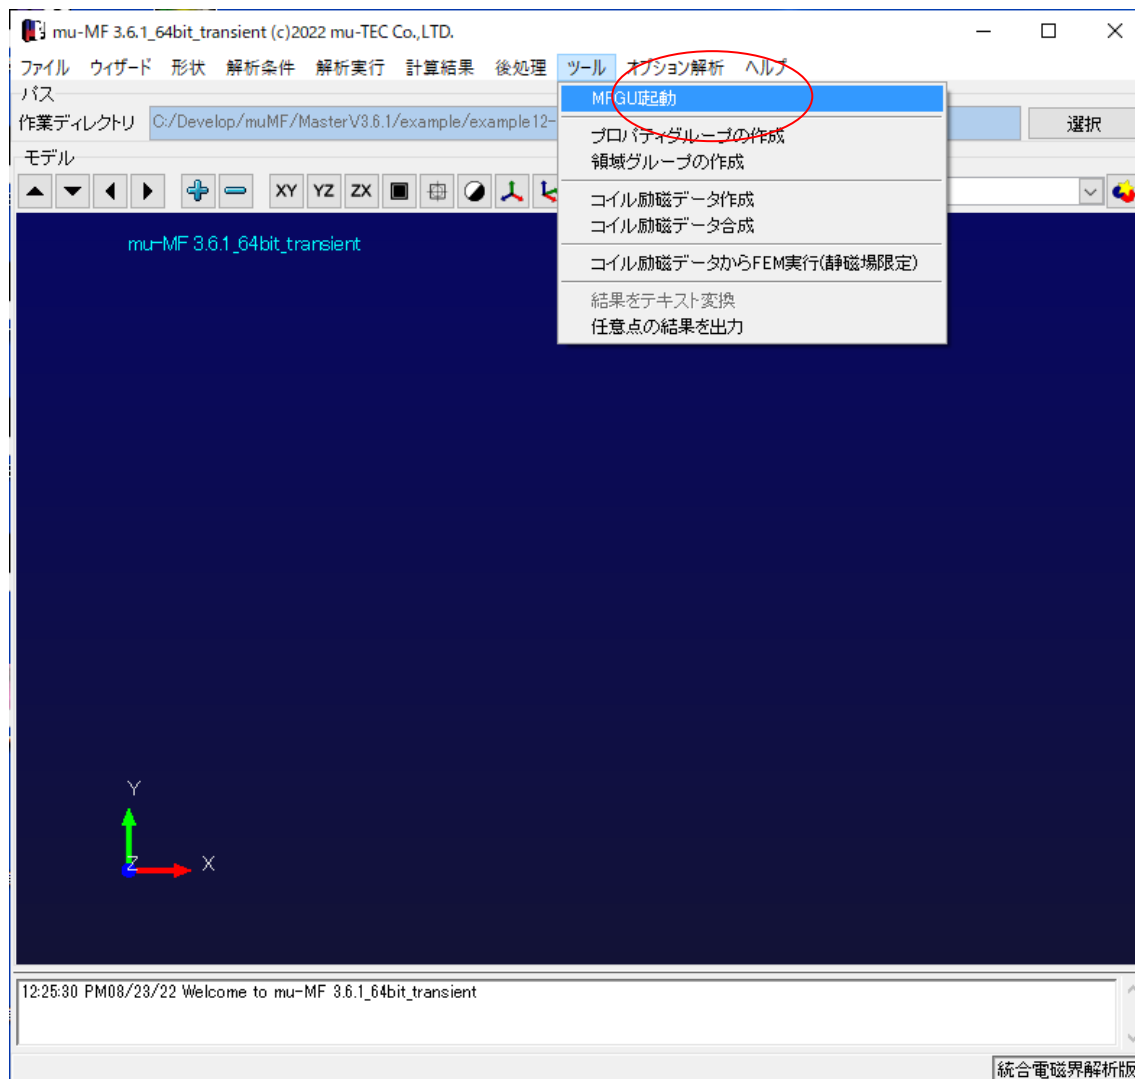 mu-MF 3.6.1_64bit_transient (c)2022 mu-TEC Co.,LTD.
ファイル ウィザード 形状 解析条件 解析実行 計算結果 後処理 ツール オプション解析 ヘルプ
パス
作業ディレクトリ C:/Develop/muMF/MasterV3.6.1/example/example12- 選択
モデル
XY YZ ZX
MFGUI起動
プロパティグループの作成
領域グループの作成
コイル励磁データ作成
コイル励磁データ合成
コイル励磁データからFEM実行(静磁場限定)
結果をテキスト変換
任意点の結果を出力
mu-MF 3.6.1_64bit_transient
Y
Z X
12:25:30 PM08/23/22 Welcome to mu-MF 3.6.1_64bit_transient
統合電磁界解析版